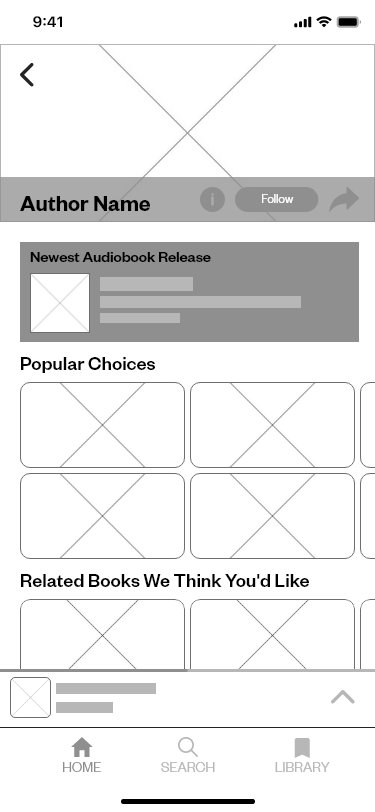 9:41
Author Name
i
Follow
Newest Audiobook Release
Popular Choices
Related Books We Think You'd Like
HOME
SEARCH
LIBRARY